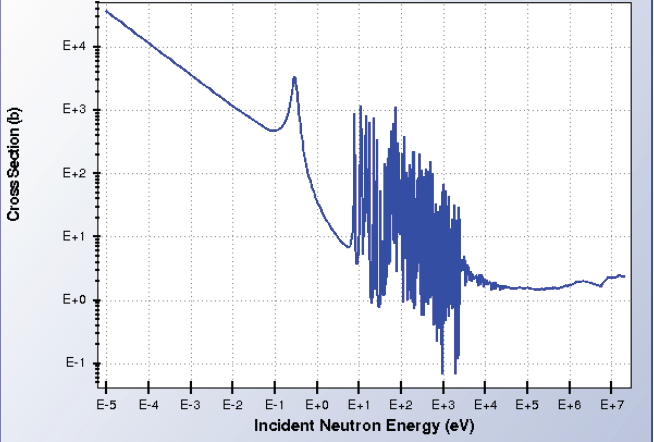 E+4
E+3
E+2
E+1
E+0
E-1
Cross Section (b)
E-5 E-4 E-3 E-2 E-1 E+0 E+1 E+2 E+3 E+4 E+5 E+6 E+7
Incident Neutron Energy (eV)